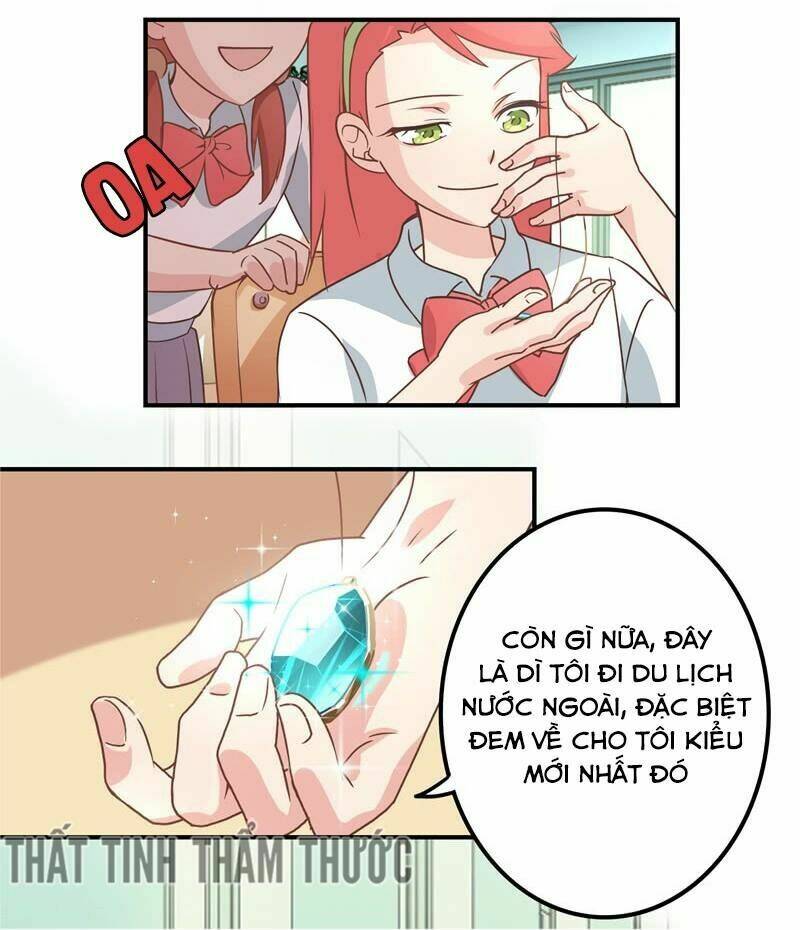 OA
CÒN GÌ NỮA, ĐÂY
LÀ DÌ TÔI ĐI DU LỊCH
NƯỚC NGOÀI, ĐẶC BIỆT
ĐEM VỀ CHO TÔI KIỂU
MỚI NHẤT ĐÓ
THẤT TINH THẨM THƯỚC